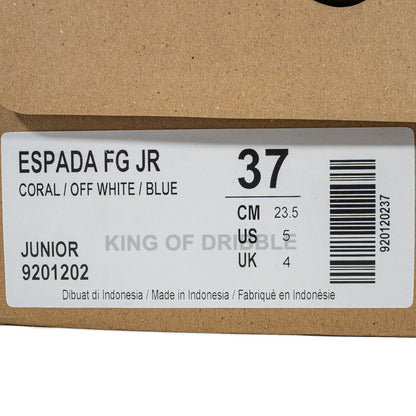 ESPADA FG JR
CORAL / OFF WHITE / BLUE
37
CM 23.5
US 5
UK 4
KING OF DRIBBLE
JUNIOR
9201202
920120237
Dibuat di Indonesia / Made in Indonesia / Fabriqué en Indonèsie